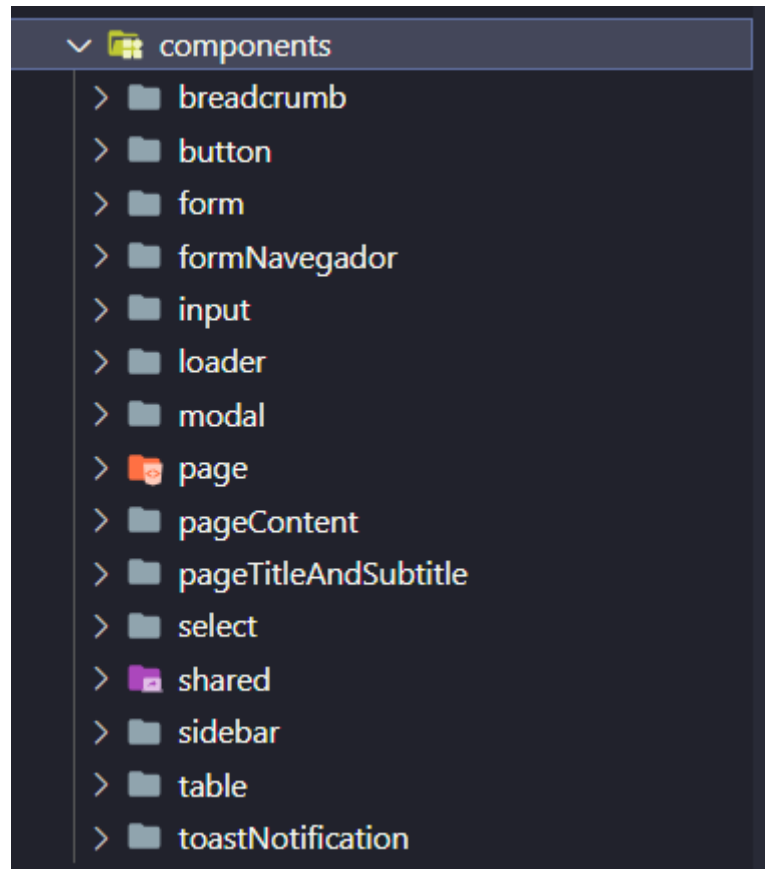 components
breadcrumb
button
form
formNavegador
input
loader
modal
page
pageContent
pageTitleAndSubtitle
select
shared
sidebar
table
toastNotification